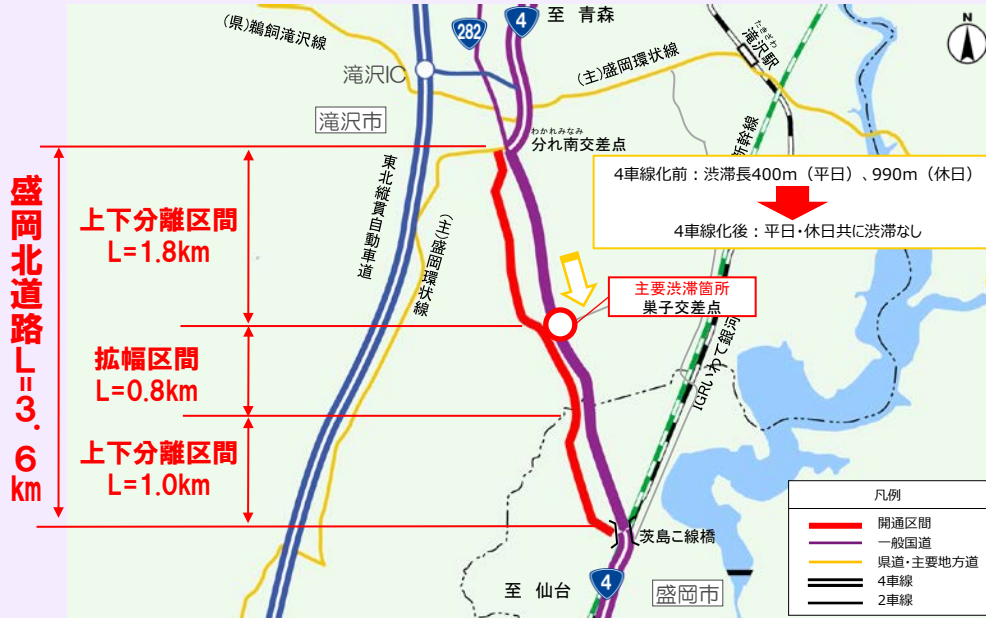 (県)鵜飼滝沢線
282
4
至 青森
N
滝沢IC
(主)盛岡環状線
たきざわ
滝沢駅
滝沢市
わかれみなみ
分れ南交差点
新幹線
4車線化前:渋滞長400m(平日)、990m(休日)
4車線化後:平日・休日共に渋滞なし
盛岡北道路L=3.6km
上下分離区間
L=1.8km
東北縦貫自動車道
(主)盛岡環状線
主要渋滞箇所
巣子交差点
拡幅区間
L=0.8km
IGRいわて銀河
上下分離区間
L=1.0km
茨島こ線橋
至 仙台
4
盛岡市
凡例
開通区間
一般国道
県道・主要地方道
4車線
2車線